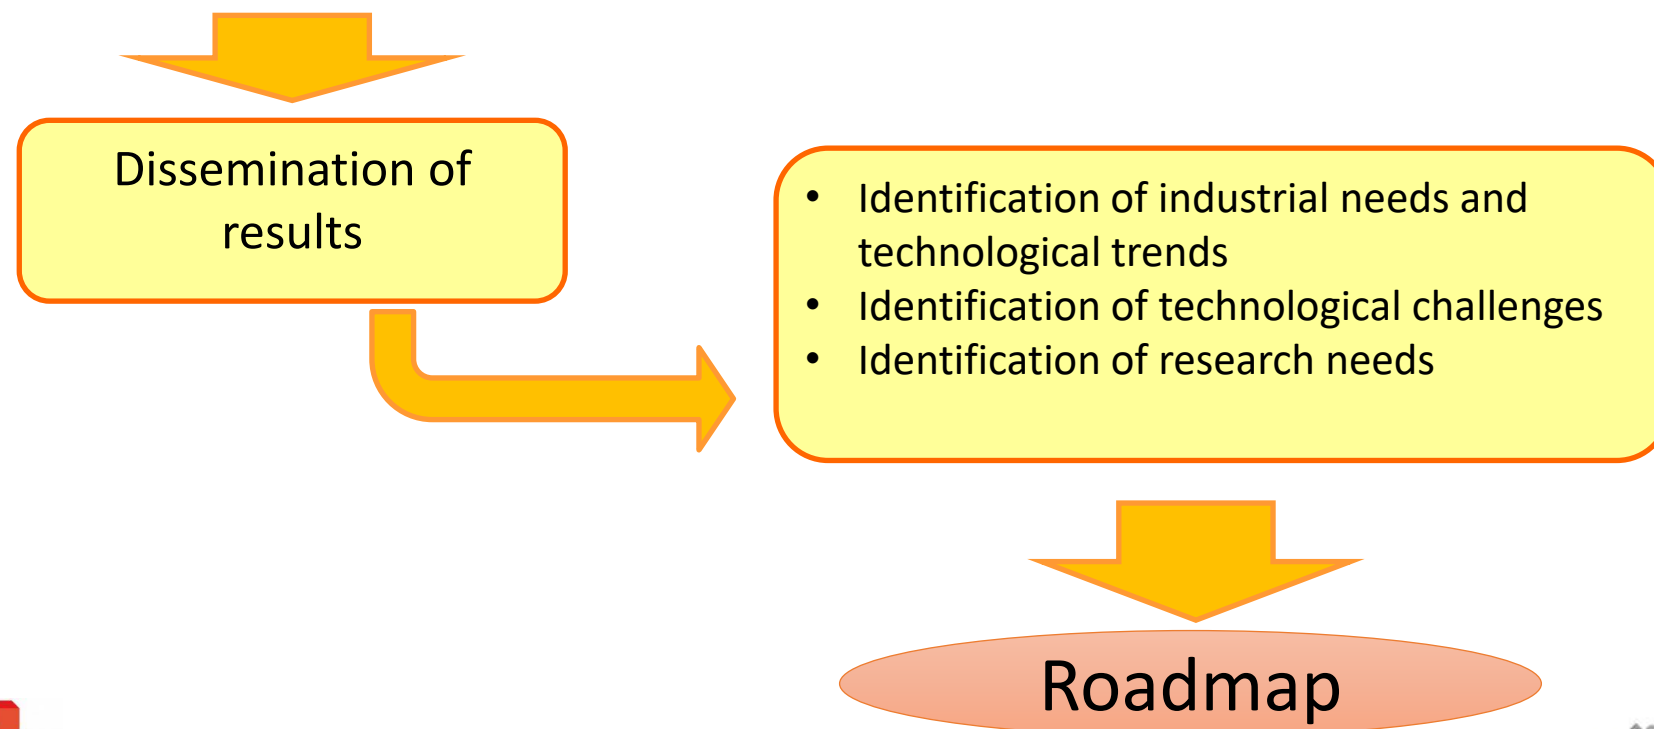 Dissemination of
results
• Identification of industrial needs and
technological trends
• Identification of technological challenges
• Identification of research needs
Roadmap